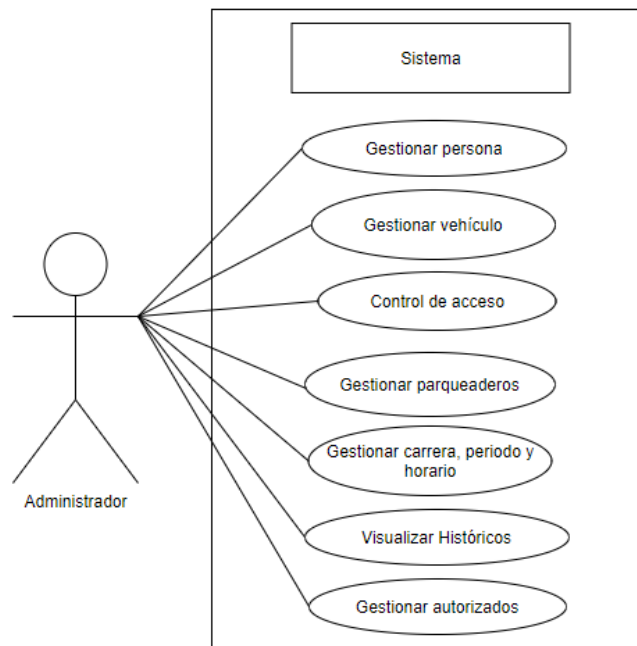 Sistema
Gestionar persona
Gestionar vehículo
Control de acceso
Gestionar parqueaderos
Gestionar carrera, periodo y
horario
Administrador
Visualizar Históricos
Gestionar autorizados